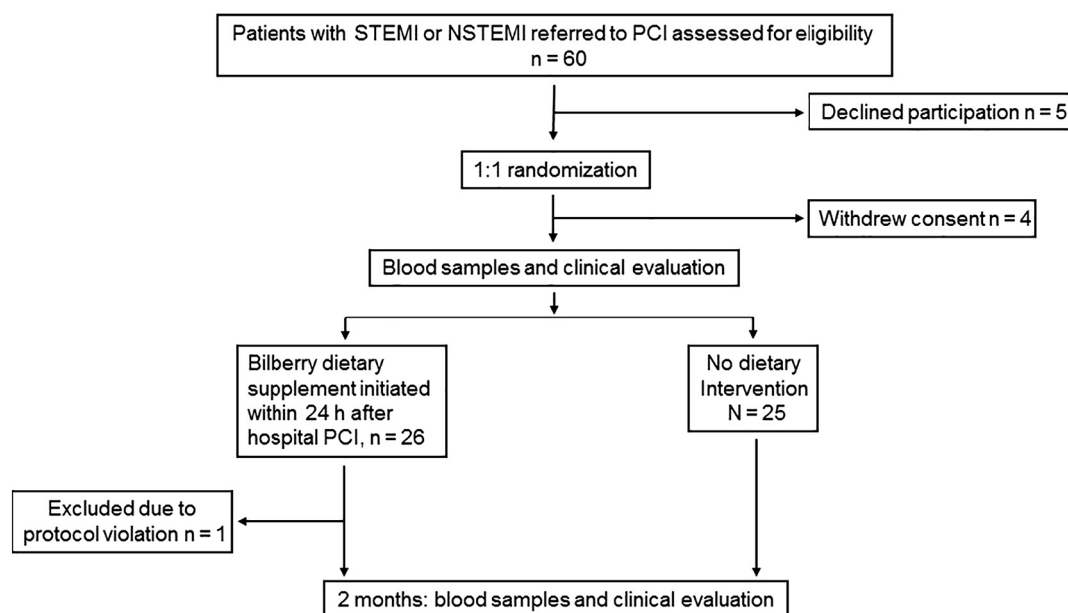 Patients with STEMI or NSTEMI referred to PCI assessed for eligibility
n = 60
Declined participation n = 5
1:1 randomization
Withdrew consent n = 4
Blood samples and clinical evaluation
Bilberry dietary
supplement initiated
within 24 h after
hospital PCI, n = 26
No dietary
Intervention
N = 25
Excluded due to
protocol violation n = 1
2 months: blood samples and clinical evaluation